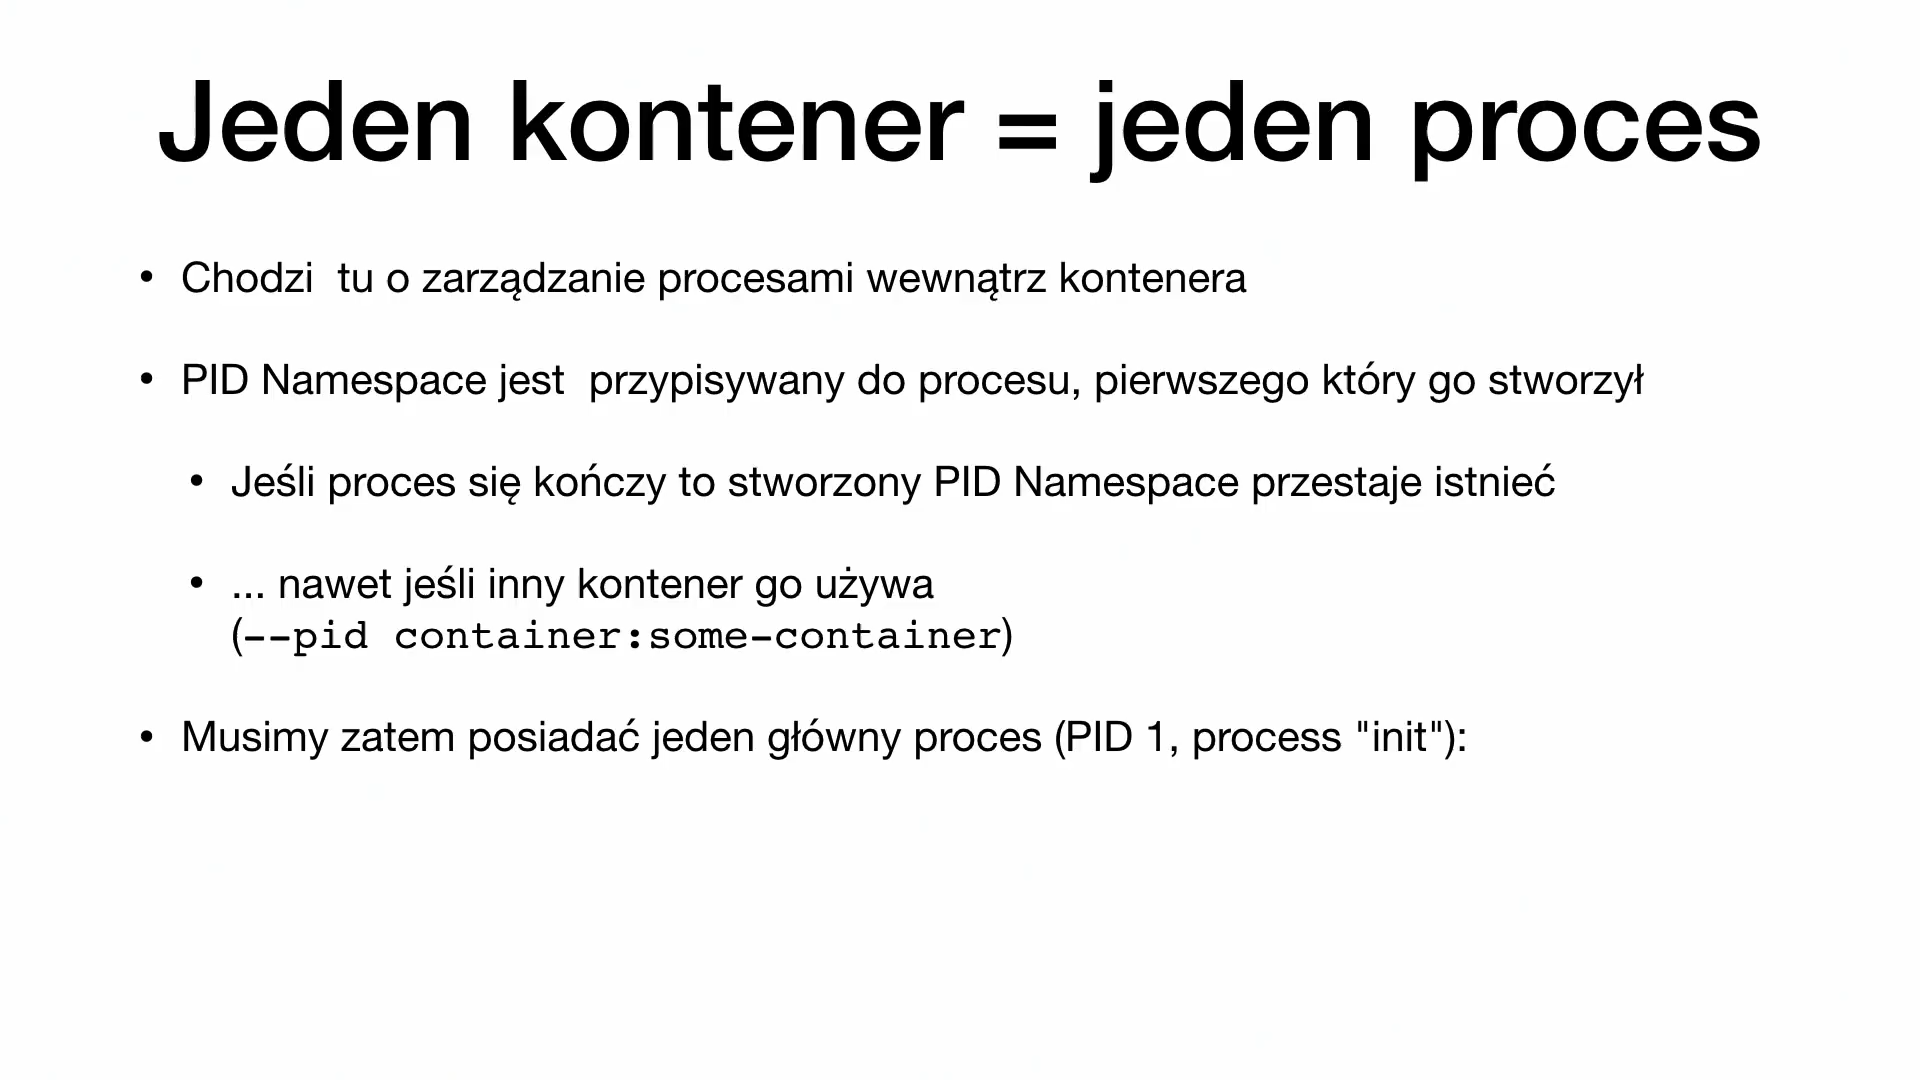 Jeden kontener = jeden proces
• Chodzi  tu o zarządzanie procesami wewnątrz kontenera
• PID Namespace jest  przypisywany do procesu, pierwszego który go stworzył
• Jeśli proces się kończy to stworzony PID Namespace przestaje istnieć
• ... nawet jeśli inny kontener go używa
(--pid container:some-container)
• Musimy zatem posiadać jeden główny proces (PID 1, process "init"):